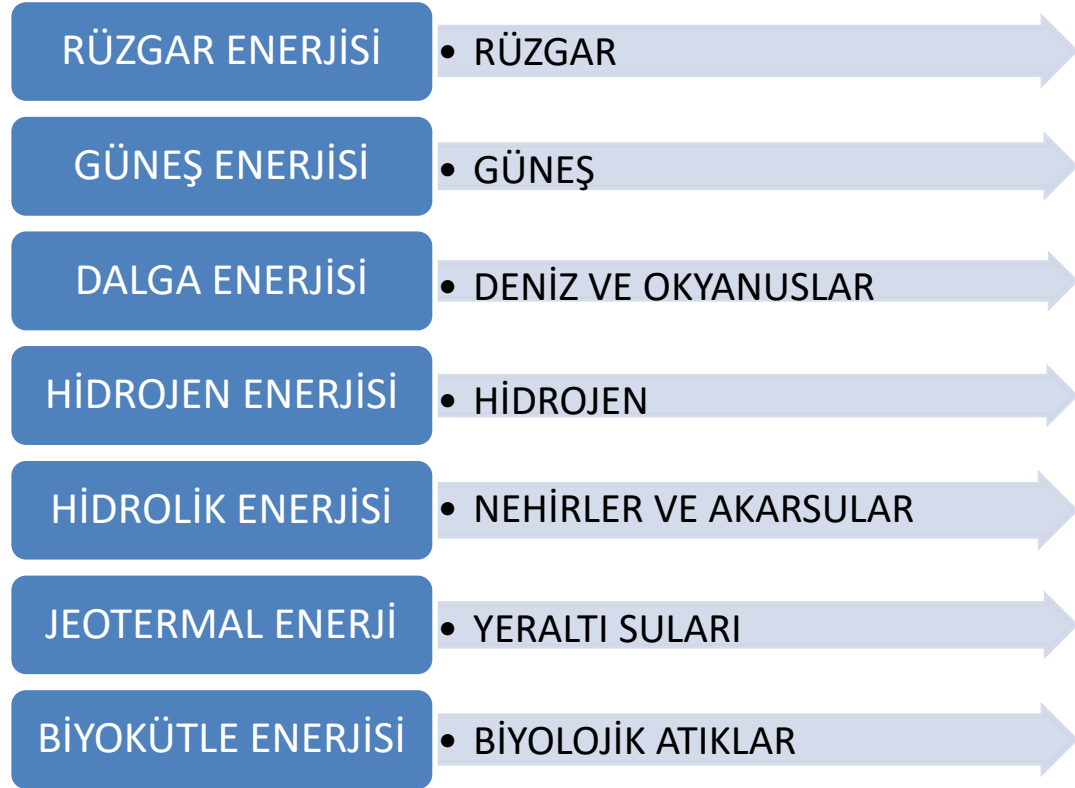 RÜZGAR ENERJİSİ
• RÜZGAR
GÜNEŞ ENERJİSİ
• GÜNEŞ
DALGA ENERJİSİ
• DENİZ VE OKYANUSLAR
HİDROJEN ENERJİSİ
• HİDROJEN
HİDROLİK ENERJİSİ
• NEHİRLER VE AKARSULAR
JEOTERMAL ENERJİ
• YERALTI SULARI
BİYOKÜTLE ENERJİSİ
• BİYOLOJİK ATIKLAR